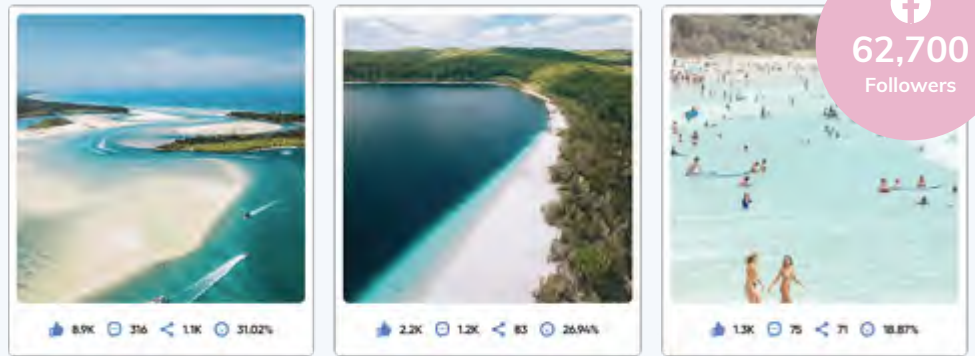 62,700
Followers
8.9K 316 1.1K 31.02%
2.2K 1.2K 83 26.94%
1.3K 75 71 18.87%